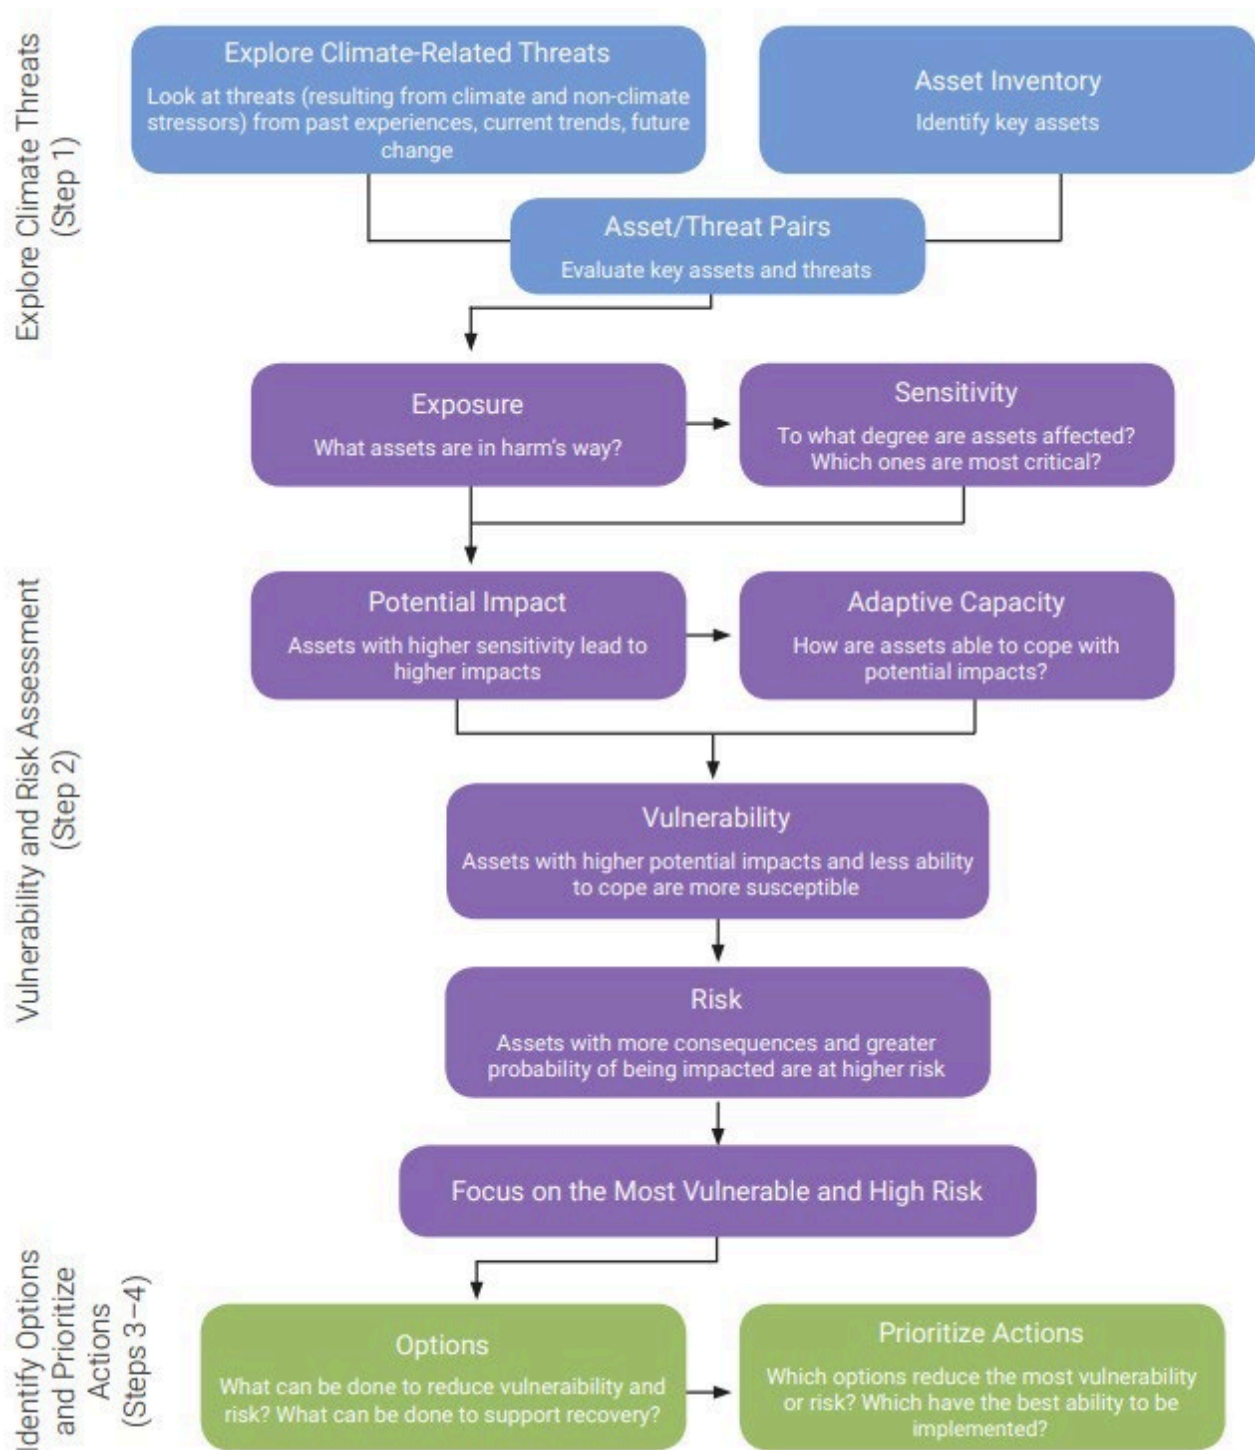 Explore Climate Threats
(Step 1)
Explore Climate-Related Threats
Look at threats (resulting from climate and non-climate
stressors) from past experiences, current trends, future
change
Asset Inventory
Identify key assets
Asset/Threat Pairs
Evaluate key assets and threats
Vulnerability and Risk Assessment
(Step 2)
Exposure
What assets are in harm's way?
Sensitivity
To what degree are assets affected?
Which ones are most critical?
Potential Impact
Assets with higher sensitivity lead to
higher impacts
Adaptive Capacity
How are assets able to cope with
potential impacts?
Vulnerability
Assets with higher potential impacts and less ability
to cope are more susceptible
Risk
Assets with more consequences and greater
probability of being impacted are at higher risk
Focus on the Most Vulnerable and High Risk
Identify Options
and Prioritize
Actions
(Steps 3–4)
Options
What can be done to reduce vulneraibility and
risk? What can be done to support recovery?
Prioritize Actions
Which options reduce the most vulnerability
or risk? Which have the best ability to be
implemented?